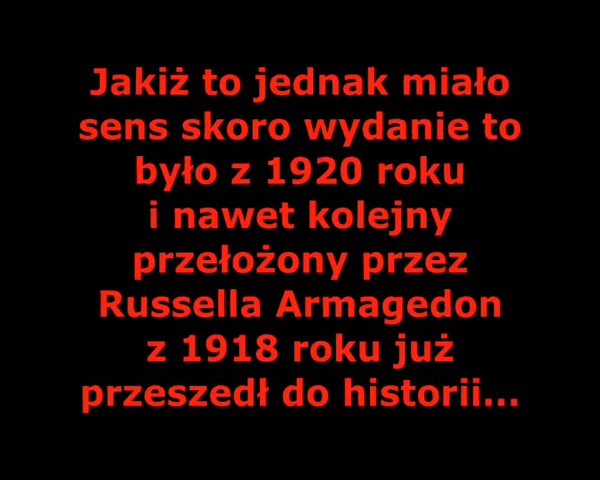 Jakiż to jednak miało
sens skoro wydanie to
było z 1920 roku
i nawet kolejny
przełożony przez
Russella Armagedon
z 1918 roku już
przeszedł do historii...